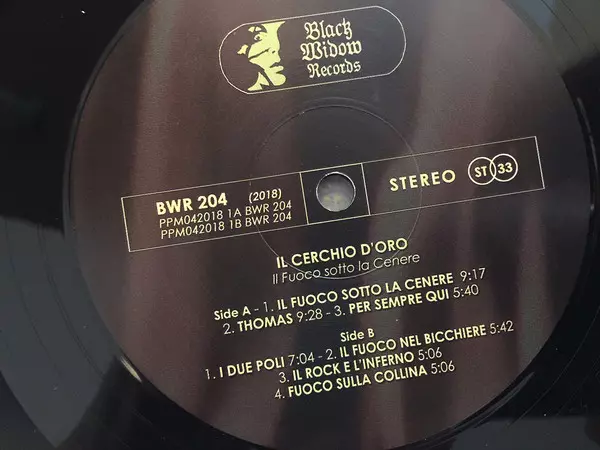 Black
Widow
Records
BWR 204 (2018)
PPM042018 1A BWR 204
PPM042018 1B BWR 204
STEREO ST 33
IL CERCHIO D'ORO
Il Fuoco sotto la Cenere
Side A - 1. IL FUOCO SOTTO LA CENERE 9:17
2. THOMAS 9:28 - 3. PER SEMPRE QUI 5:40
Side B
1. I DUE POLI 7:04 - 2. IL FUOCO NEL BICCHIERE 5:42
3. IL ROCK E L'INFERNO 5:06
4. FUOCO SULLA COLLINA 5:06